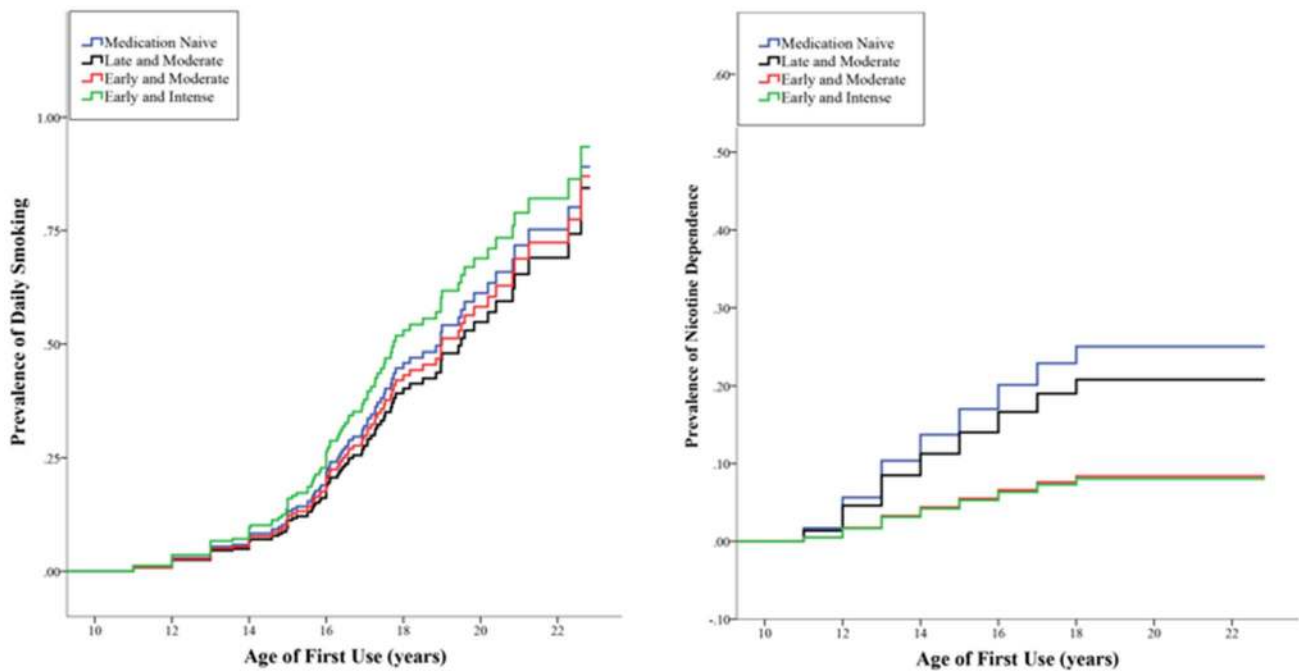 Medication Naive
Late and Moderate
Early and Moderate
Early and Intense
1.00
.75
.50
.25
.00
Prevalence of Daily Smoking
10 12 14 16 18 20 22
Age of First Use (years)
Medication Naive
Late and Moderate
Early and Moderate
Early and Intense
.60
.50
.40
.30
.20
.10
.00
-.10
Prevalence of Nicotine Dependence
10 12 14 16 18 20 22
Age of First Use (years)